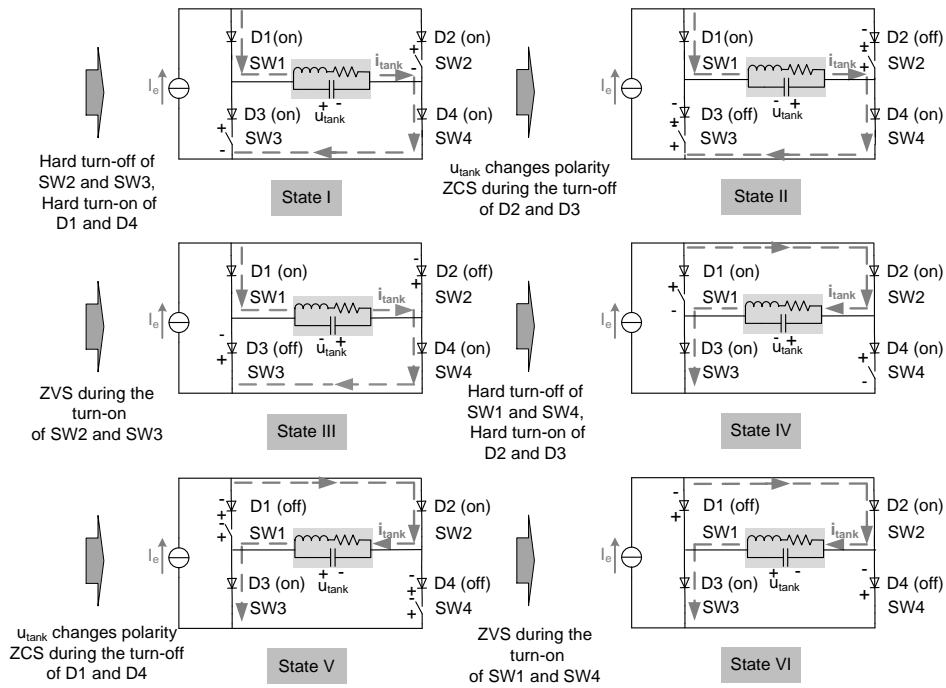 D1(on)
D2 (on)
SW1
i_tank
SW2
I_e
D3 (on)
D4 (on)
+ -
u_tank
SW3
SW4
Hard turn-off of
SW2 and SW3,
Hard turn-on of
D1 and D4
State I
D1(on)
D2 (off)
SW1
i_tank
SW2
I_e
D3 (off)
D4 (on)
- +
u_tank
SW3
SW4
u_tank changes polarity
ZCS during the turn-off
of D2 and D3
State II
D1 (on)
D2 (off)
SW1
i_tank
SW2
I_e
D3 (off)
D4 (on)
- +
u_tank
SW3
SW4
ZVS during the
turn-on
of SW2 and SW3
State III
D1 (on)
D2 (on)
SW1
i_tank
SW2
I_e
D3 (on)
D4 (on)
- +
u_tank
SW3
SW4
Hard turn-off of
SW1 and SW4,
Hard turn-on of
D2 and D3
State IV
D1 (off)
D2 (on)
SW1
i_tank
SW2
I_e
D3 (on)
D4 (off)
+ -
u_tank
SW3
SW4
u_tank changes polarity
ZCS during the turn-off
of D1 and D4
State V
D1 (off)
D2 (on)
SW1
i_tank
SW2
I_e
D3 (on)
D4 (off)
+ -
u_tank
SW3
SW4
ZVS during the
turn-on
of SW1 and SW4
State VI